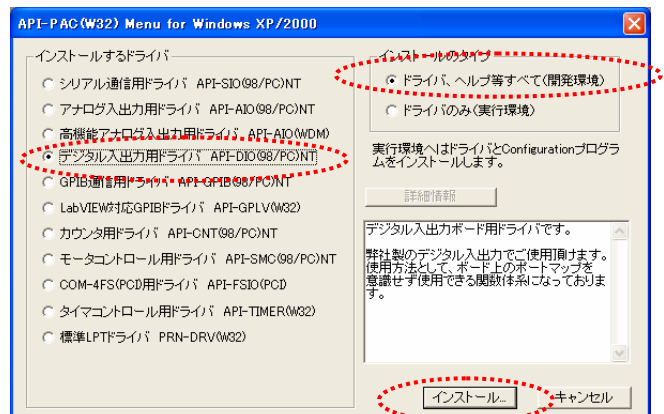 API-PAC(W32) Menu for Windows XP/2000
インストールするドライバ
シリアル通信用ドライバ API-SIO(98/PC)NT
アナログ入出力用ドライバ API-AIO(98/PC)NT
高機能アナログ入出力用ドライバ API-AIO(WDM)
デジタル入出力用ドライバ API-DIO(98/PC)NT
GPIB通信用ドライバ API-GPIB(98/PC)NT
LabVIEW対応GPIBドライバ API-GPLV(W32)
カウンタ用ドライバ API-CNT(98/PC)NT
モータコントロール用ドライバ API-SMC(98/PC)NT
COM-4FS(PCI)用ドライバ API-FSIO(PCI)
タイマコントロール用ドライバ API-TIMER(W32)
標準LPTドライバ PRN-DRV(W32)
インストールのタイプ
ドライバ、ヘルプ等すべて(開発環境)
ドライバのみ(実行環境)
実行環境へはドライバとConfigurationプログラ
ムをインストールします。
詳細情報
デジタル入出力ボード用ドライバです。
弊社製のデジタル入出力でご使用頂けます。
使用方法として、ボード上のポートマップを
意識せず使用できる関数体系になっておりま
す。
インストール...
キャンセル